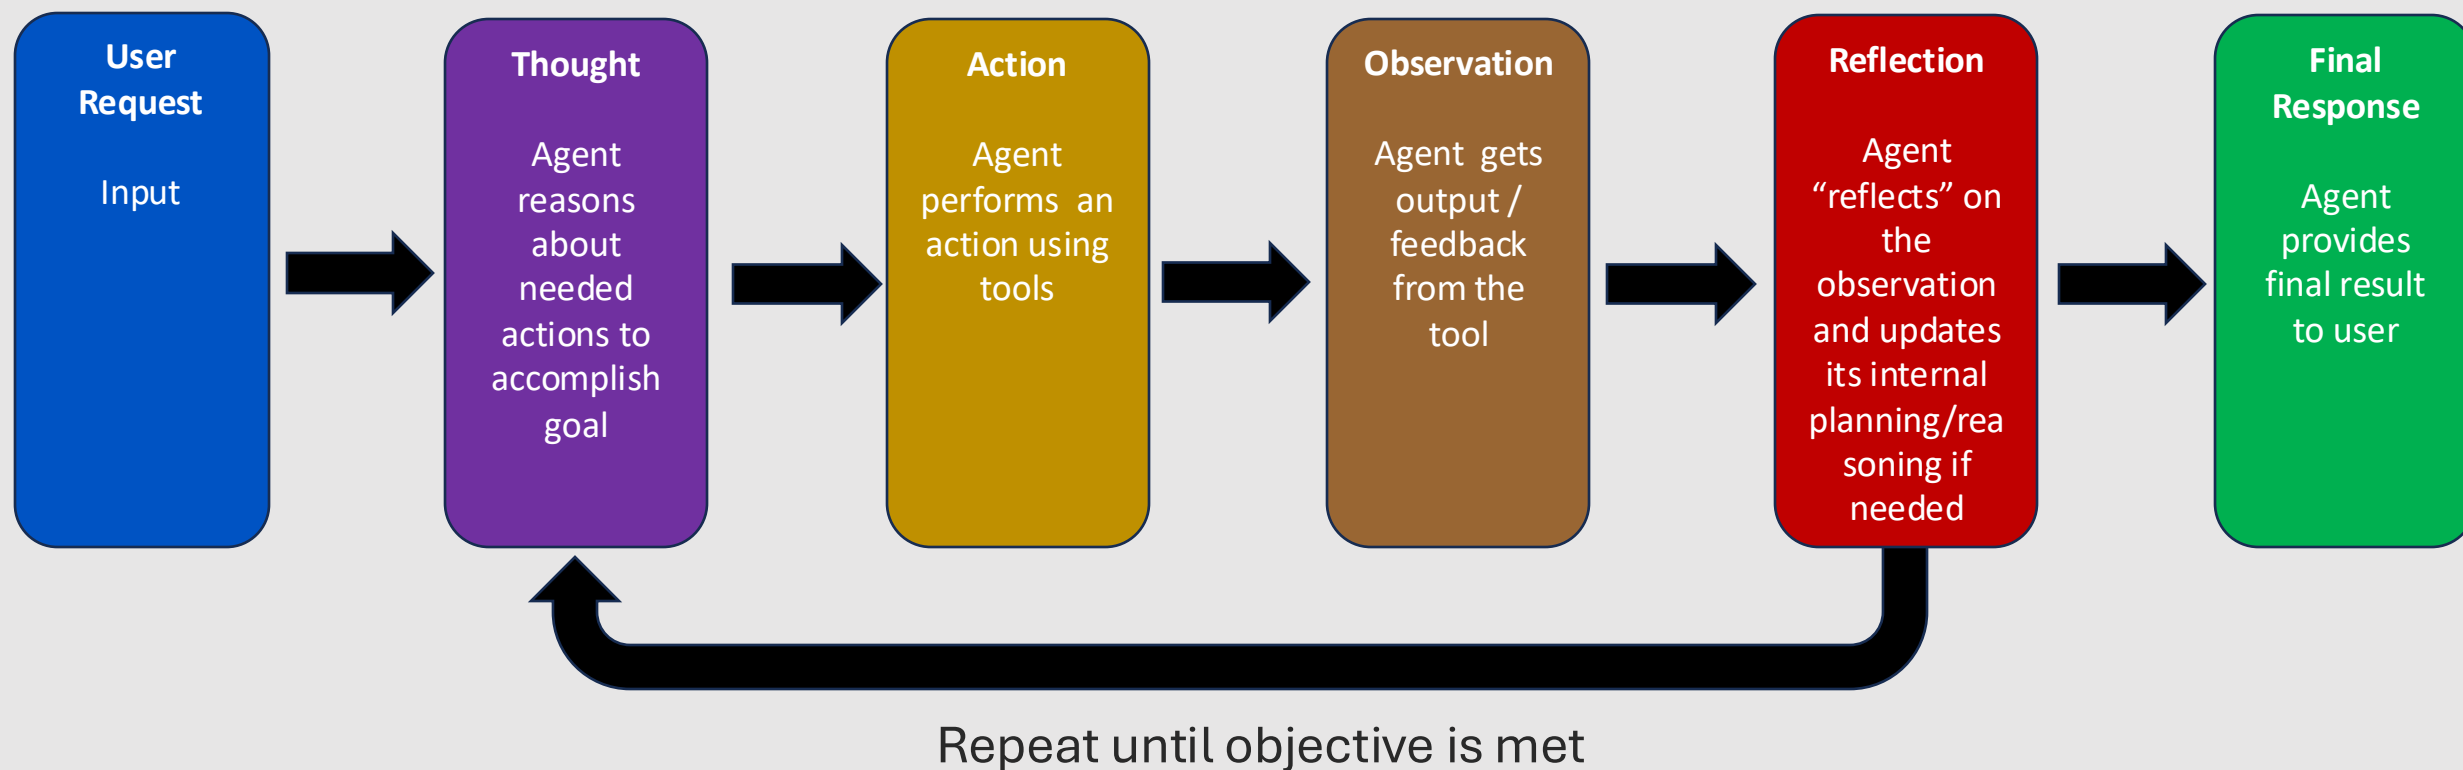 User
Request
Input
Thought
Agent
reasons
about
needed
actions to
accomplish
goal
Action
Agent
performs an
action using
tools
Observation
Agent gets
output /
feedback
from the
tool
Reflection
Agent
“reflects” on
the
observation
and updates
its internal
planning/rea
soning if
needed
Final
Response
Agent
provides
final result
to user
Repeat until objective is met